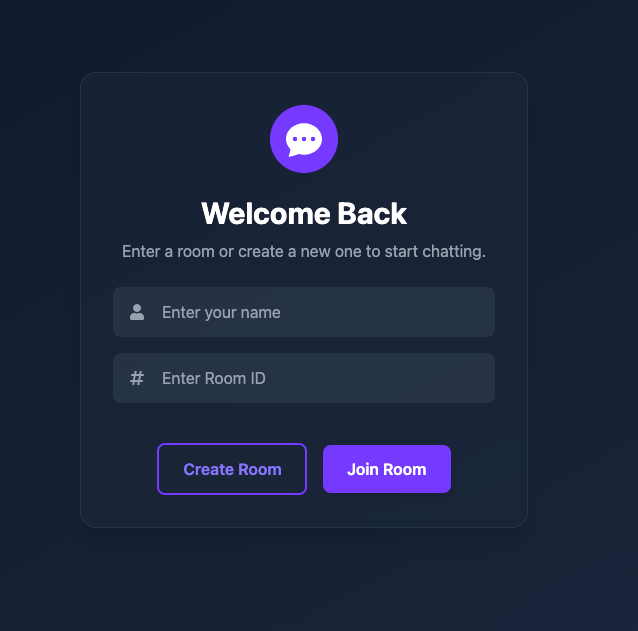 Welcome Back
Enter a room or create a new one to start chatting.
Enter your name
# Enter Room ID
Create Room
Join Room